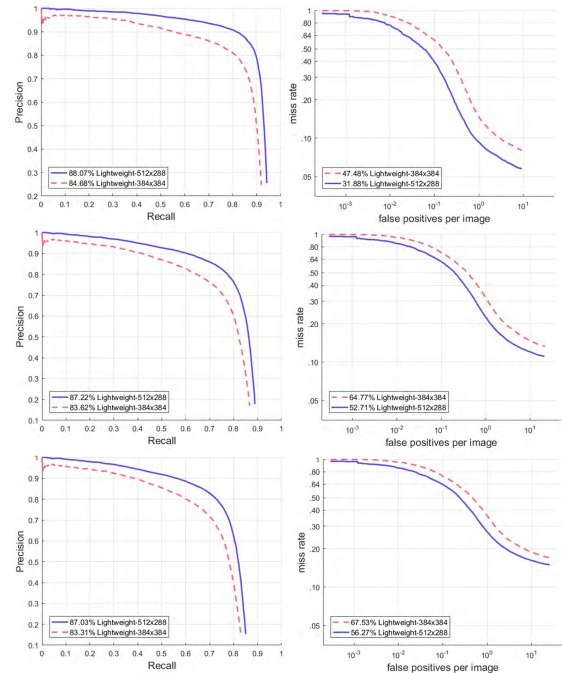 1
0.9
0.8
0.7
0.6
0.5
0.4
0.3
0.2
Precision
88.07% Lightweight-512x288
84.68% Lightweight-384x384
0 0.1 0.2 0.3 0.4 0.5 0.6 0.7 0.8 0.9 1
Recall
1
.80
.64
.50
.40
.30
.20
.10
.05
miss rate
47.48% Lightweight-384x384
31.88% Lightweight-512x288
10-3 10-2 10-1 100 101
false positives per image
1
0.9
0.8
0.7
0.6
0.5
0.4
0.3
0.2
0.1
Precision
87.22% Lightweight-512x288
83.62% Lightweight-384x384
0 0.1 0.2 0.3 0.4 0.5 0.6 0.7 0.8 0.9 1
Recall
1
.80
.64
.50
.40
.30
.20
.10
.05
miss rate
64.77% Lightweight-384x384
52.71% Lightweight-512x288
10-3 10-2 10-1 100 101
false positives per image
1
0.9
0.8
0.7
0.6
0.5
0.4
0.3
0.2
0.1
Precision
87.03% Lightweight-512x288
83.31% Lightweight-384x384
0 0.1 0.2 0.3 0.4 0.5 0.6 0.7 0.8 0.9 1
Recall
1
.80
.64
.50
.40
.30
.20
.10
.05
miss rate
67.53% Lightweight-384x384
56.27% Lightweight-512x288
10-3 10-2 10-1 100 101
false positives per image